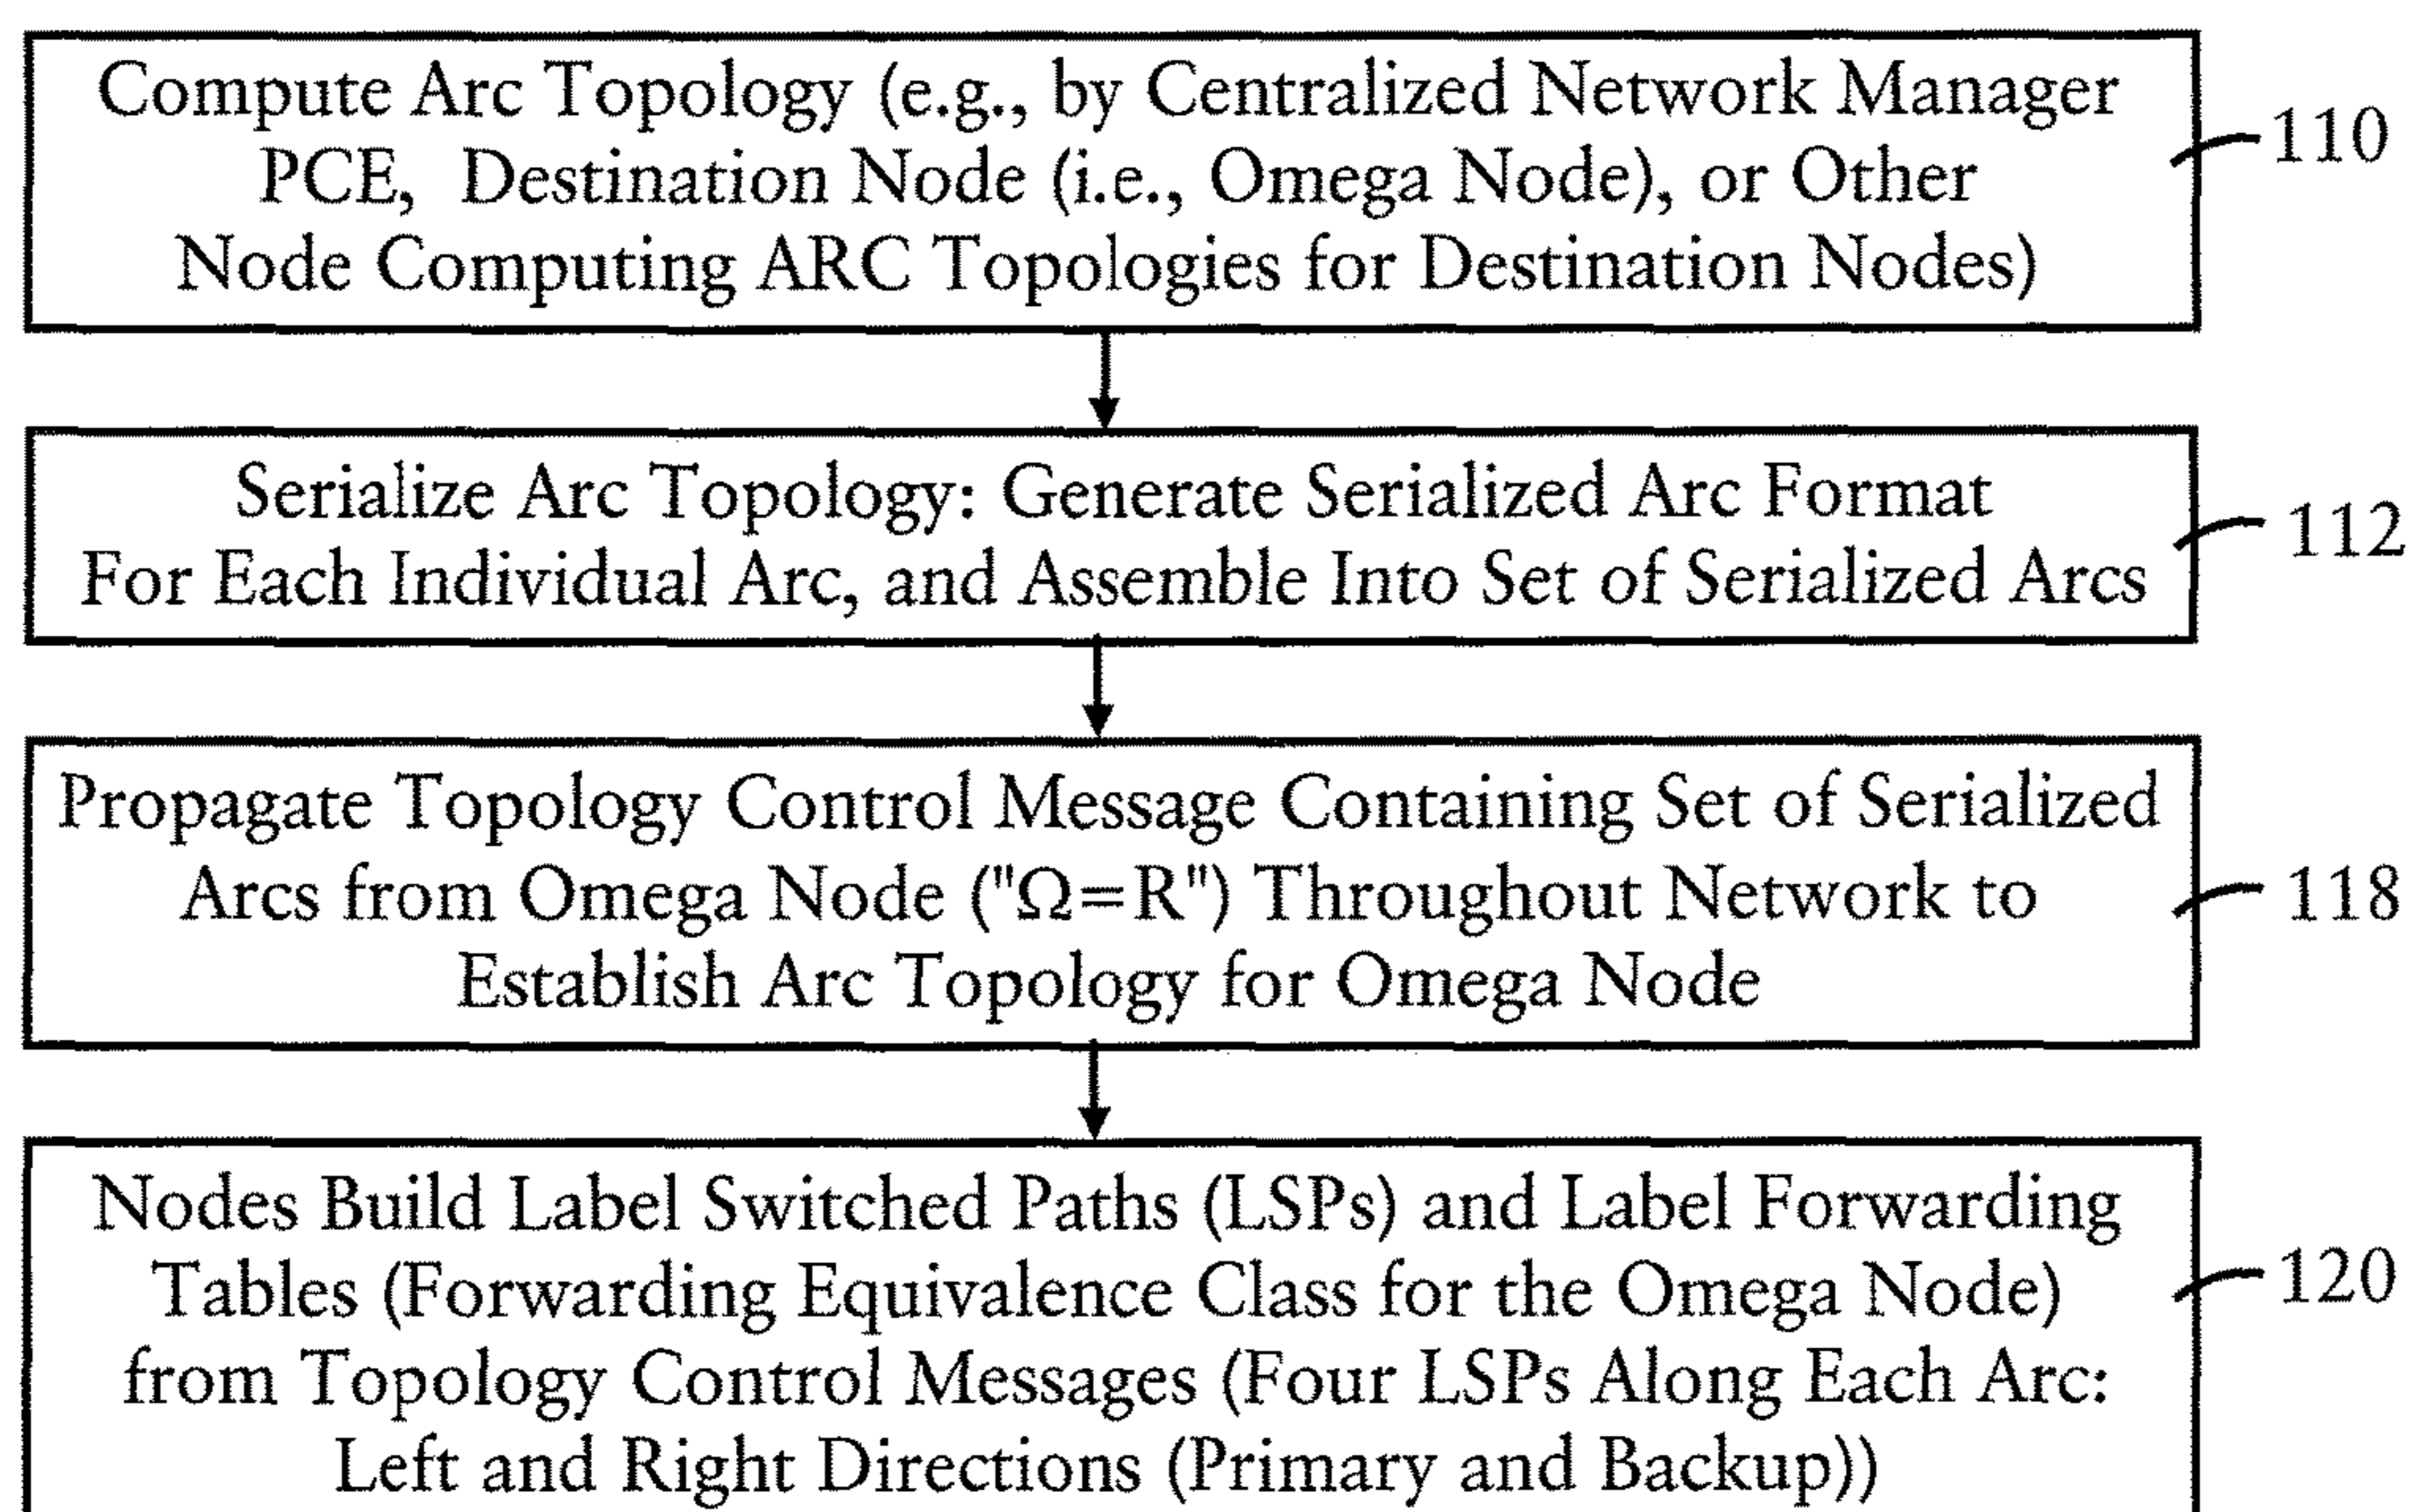 Compute Arc Topology (e.g., by Centralized Network Manager
PCE, Destination Node (i.e., Omega Node), or Other
Node Computing ARC Topologies for Destination Nodes)
110
Serialize Arc Topology: Generate Serialized Arc Format
For Each Individual Arc, and Assemble Into Set of Serialized Arcs
112
Propagate Topology Control Message Containing Set of Serialized
Arcs from Omega Node ("Ω=R") Throughout Network to
Establish Arc Topology for Omega Node
118
Nodes Build Label Switched Paths (LSPs) and Label Forwarding
Tables (Forwarding Equivalence Class for the Omega Node)
from Topology Control Messages (Four LSPs Along Each Arc:
Left and Right Directions (Primary and Backup))
120